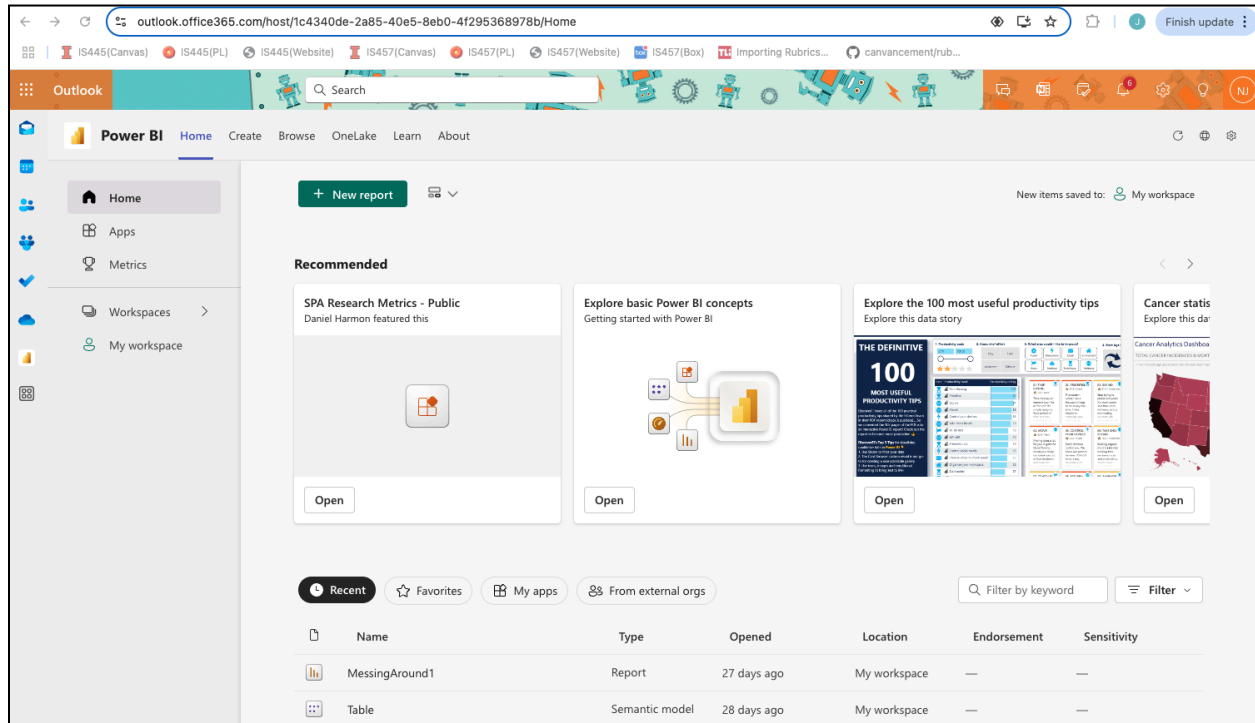 outlook.office365.com/host/1c4340de-2a85-40e5-8eb0-4f295368978b/Home
Finish update
IS445(Canvas) IS445(PL) IS445(Website) IS457(Canvas) IS457(PL) IS457(Website) IS457(Box) Importing Rubrics... canvancement/rub...
Outlook Search 6 NJ
Power BI Home Create Browse OneLake Learn About
Home
Apps
Metrics
Workspaces
My workspace
+ New report
New items saved to: My workspace
Recommended
SPA Research Metrics - Public
Daniel Harmon featured this
Open
Explore basic Power BI concepts
Getting started with Power BI
Open
Explore the 100 most useful productivity tips
Explore this data story
THE DEFINITIVE
100
MOST USEFUL
PRODUCTIVITY TIPS
Open
Cancer statis
Explore this dat
Cancer Analytics Dashboa
Open
Recent Favorites My apps From external orgs
Filter by keyword Filter
Name Type Opened Location Endorsement Sensitivity
MessingAround1 Report 27 days ago My workspace — —
Table Semantic model 28 days ago My workspace — —